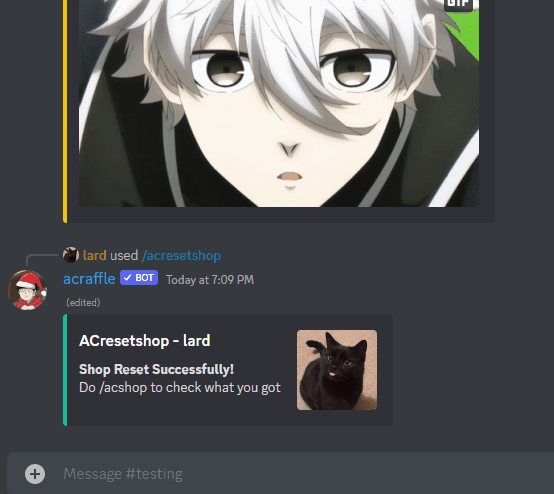 GIF
lard used /acresetshop
acraffle ✓ BOT Today at 7:09 PM
(edited)
ACresetshop - lard
Shop Reset Successfully!
Do /acshop to check what you got
Message #testing